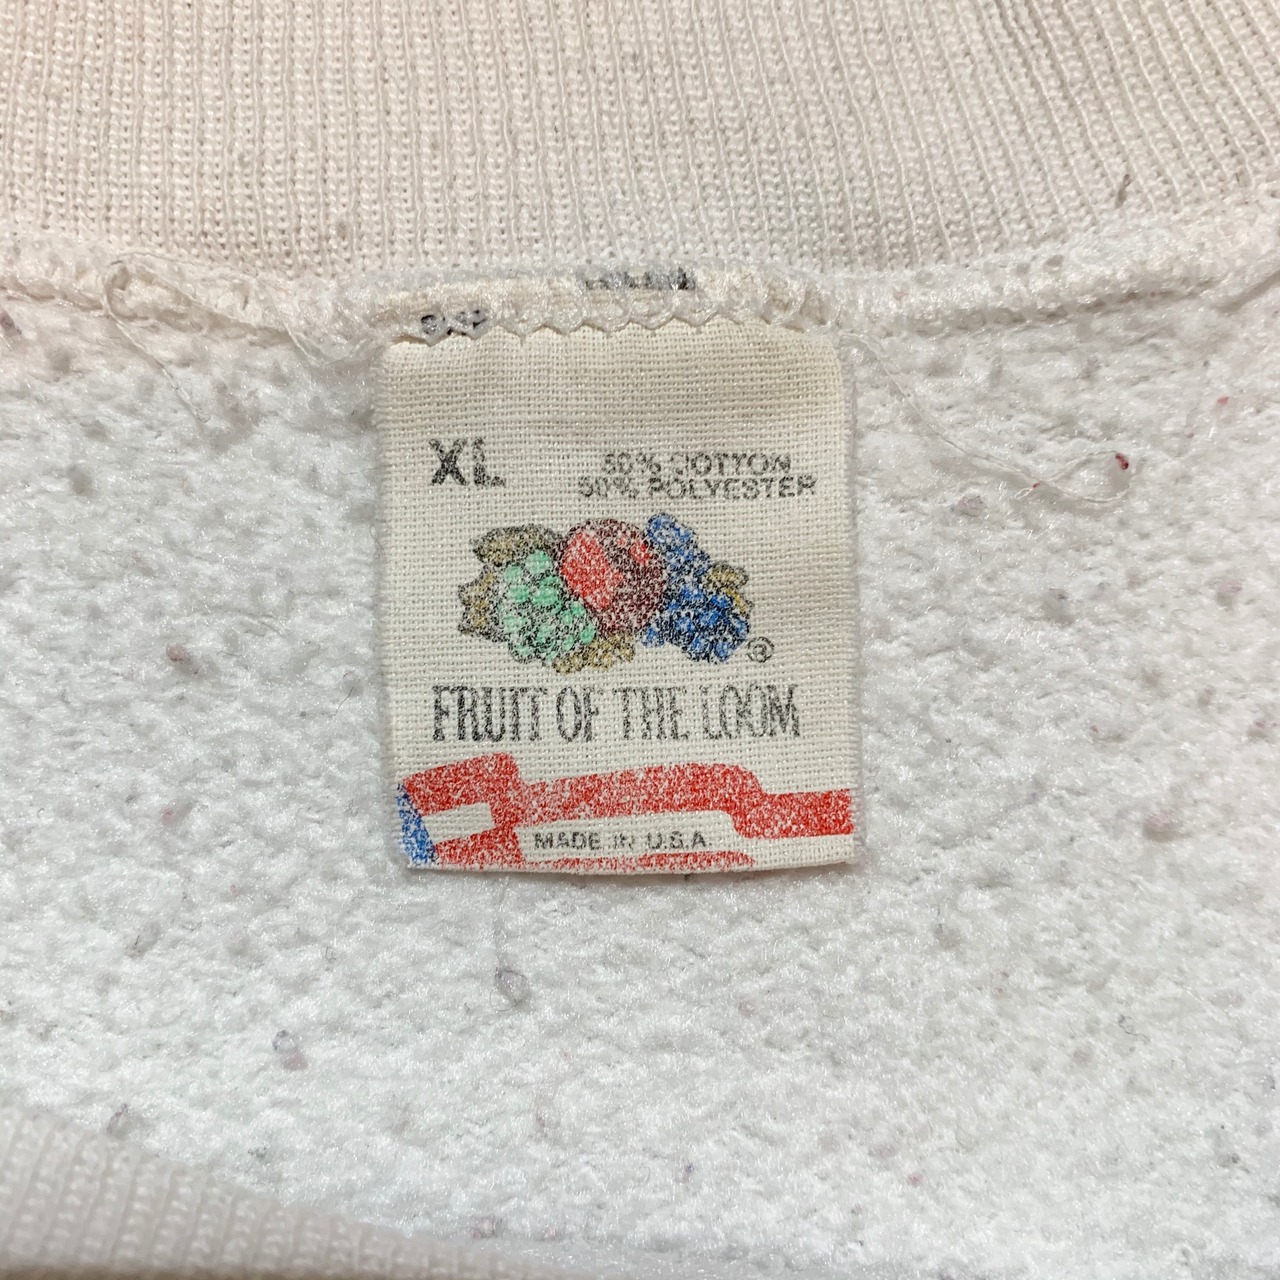 XL
50% COTTON
50% POLYESTER
®
FRUIT OF THE LOOM
MADE IN U.S.A.